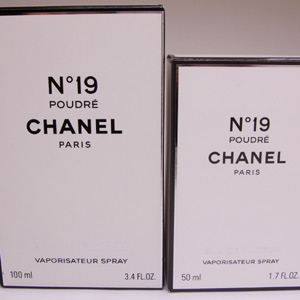 N°19
POUDRÉ
CHANEL
PARIS
VAPORISATEUR SPRAY
100 ml 3.4 FL.OZ.
N°19
POUDRÉ
CHANEL
PARIS
VAPORISATEUR SPRAY
50 ml 1.7 FL.OZ.